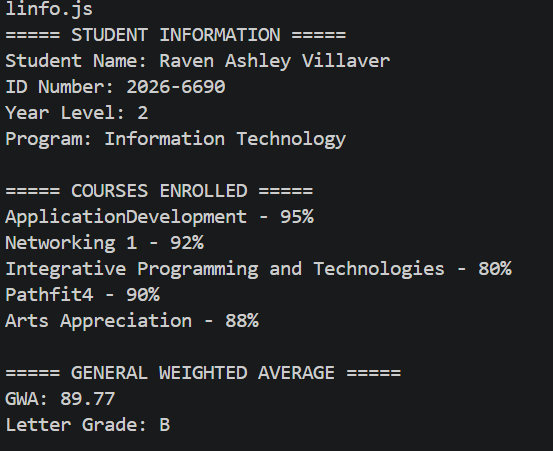 linfo.js
===== STUDENT INFORMATION =====
Student Name: Raven Ashley Villaver
ID Number: 2026-6690
Year Level: 2
Program: Information Technology

===== COURSES ENROLLED =====
ApplicationDevelopment - 95%
Networking 1 - 92%
Integrative Programming and Technologies - 80%
Pathfit4 - 90%
Arts Appreciation - 88%

===== GENERAL WEIGHTED AVERAGE =====
GWA: 89.77
Letter Grade: B